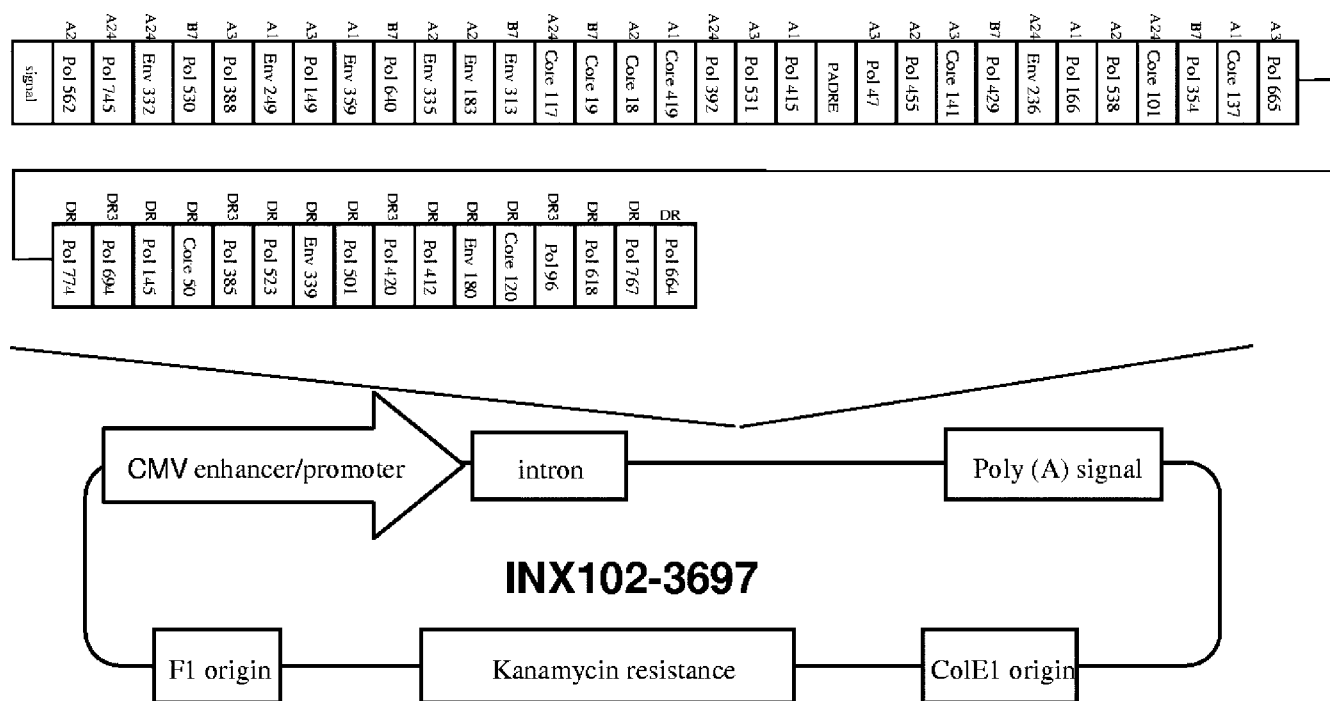 A2 A24 A24 B7 A3 A1 A3 A1 B7 A2 A2 B7 A24 B7 A2 A1 A24 A3 A1 A3 A2 A3 B7 A24 A1 A2 A24 B7 A1 A3
signal Pol 562 Pol 745 Env 332 Pol 530 Pol 388 Env 249 Pol 149 Env 359 Pol 640 Env 335 Env 183 Env 313 Core 117 Core 19 Core 18 Core 419 Pol 392 Pol 531 Pol 415 PADRE Pol 47 Pol 455 Core 141 Pol 429 Env 236 Pol 166 Pol 538 Core 101 Pol 354 Core 137 Pol 665
DR DR3 DR DR DR3 DR DR DR DR3 DR DR DR DR3 DR DR DR
Pol 774 Pol 694 Pol 145 Core 50 Pol 385 Pol 523 Env 339 Pol 501 Pol 420 Pol 412 Env 180 Core 120 Pol 96 Pol 618 Pol 767 Pol 664
CMV enhancer/promoter intron Poly (A) signal
INX102-3697
F1 origin Kanamycin resistance ColE1 origin